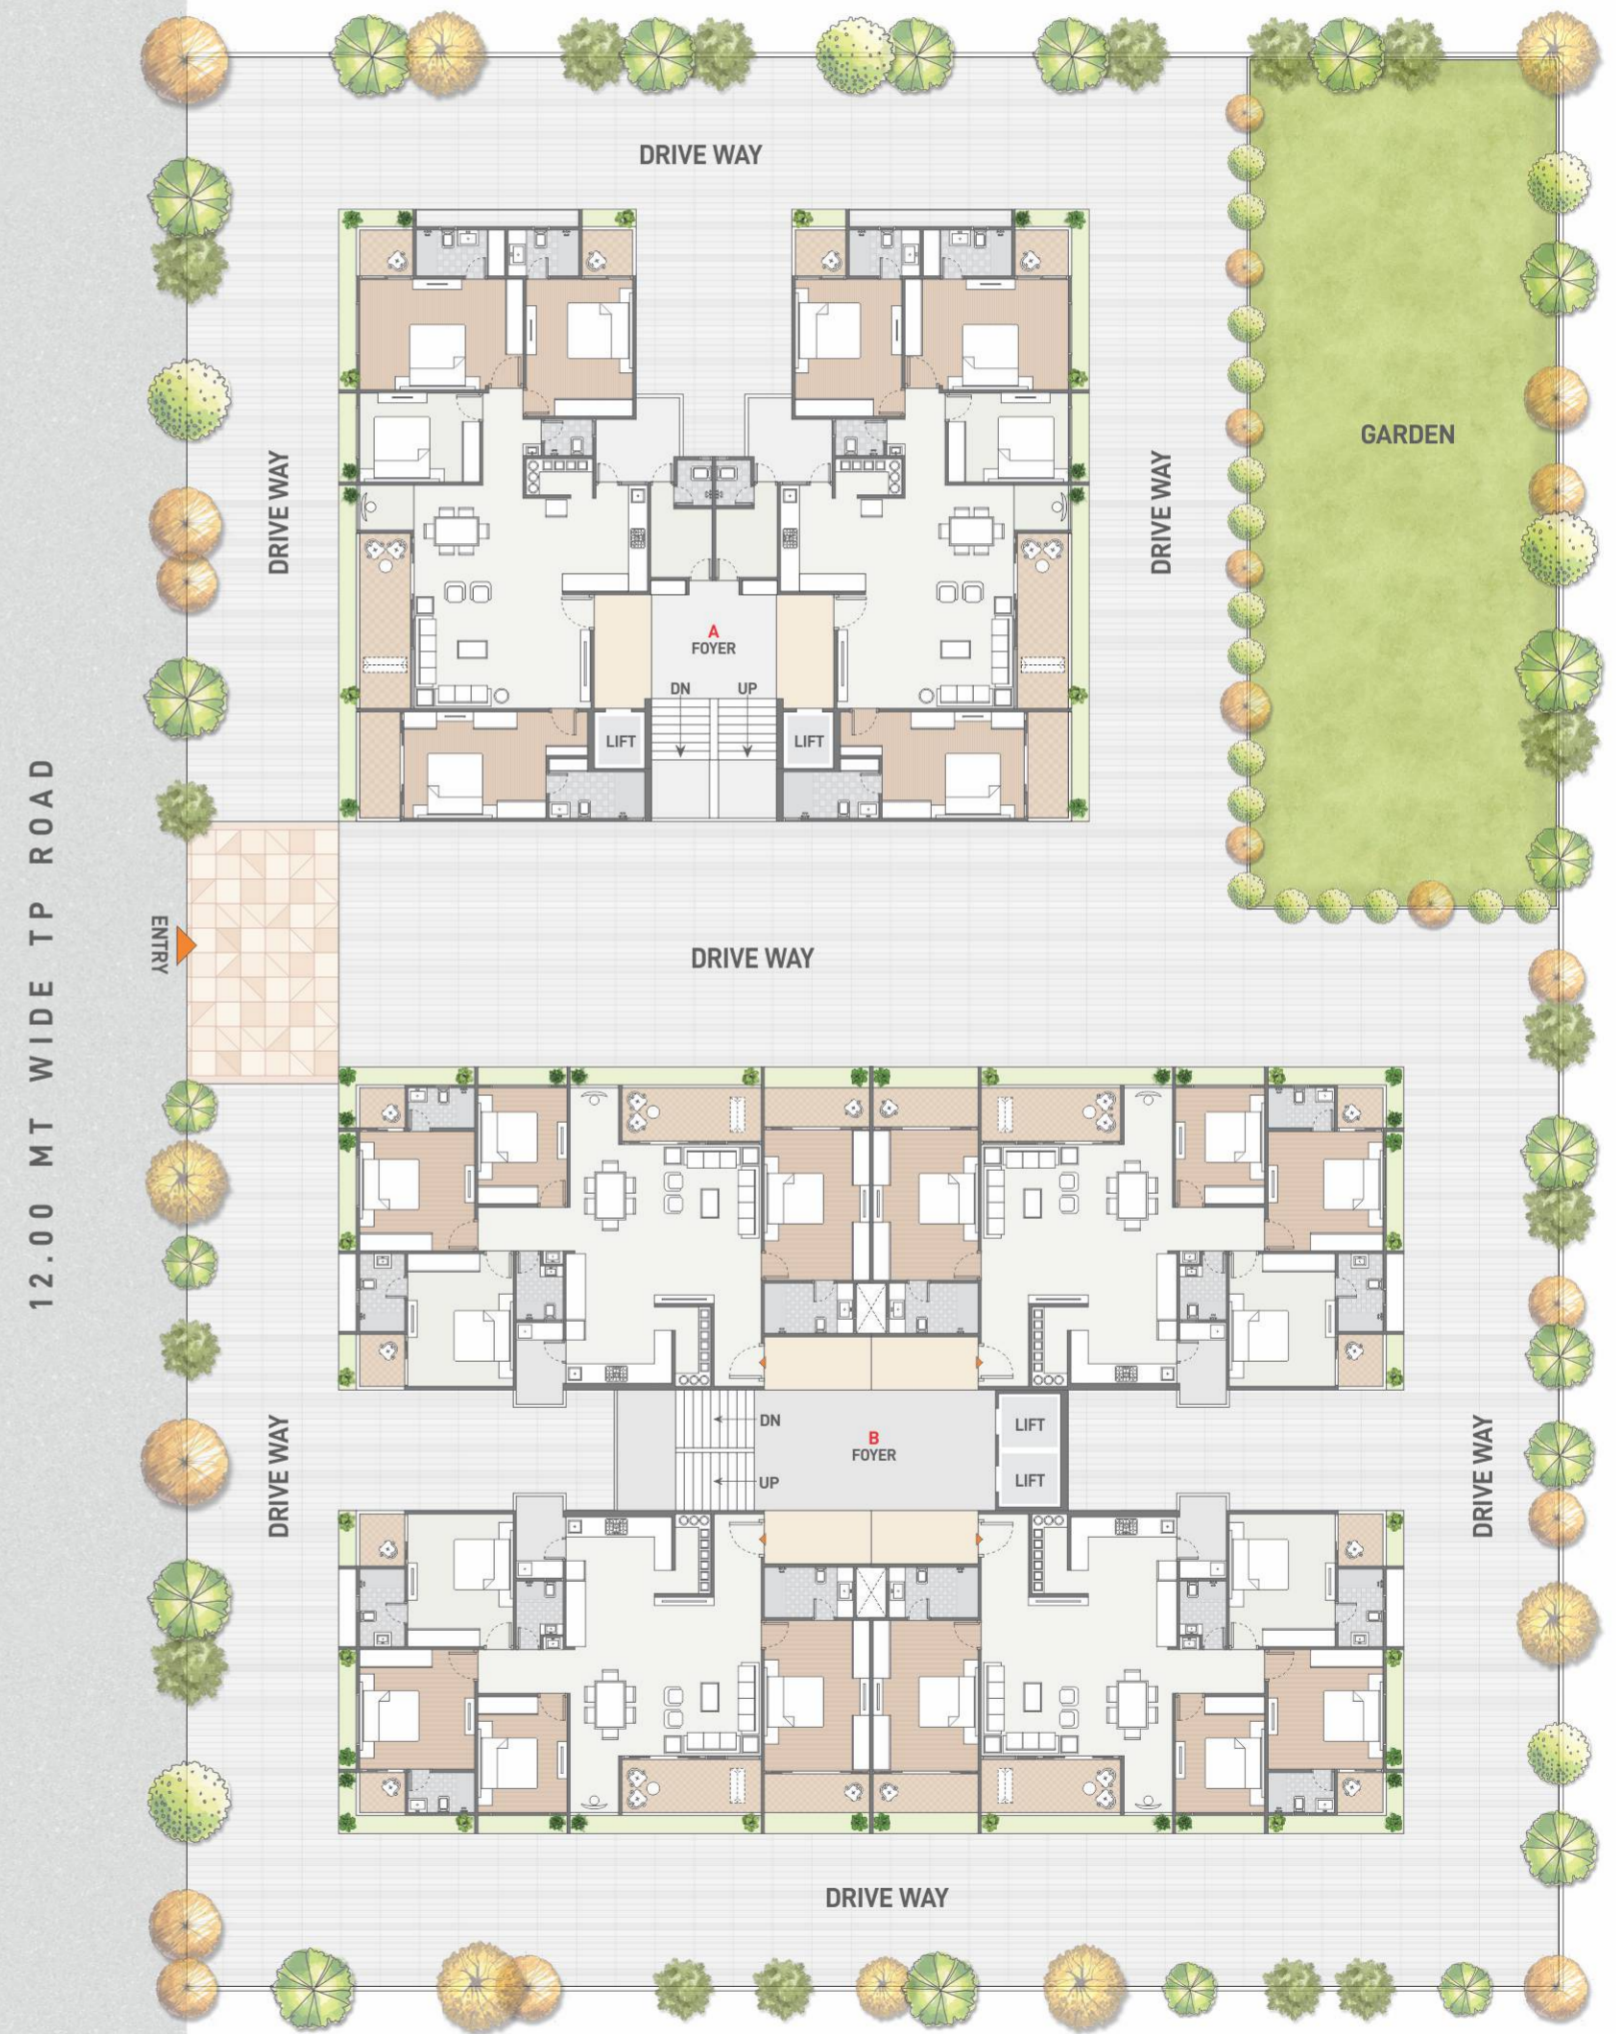 DRIVE WAY
GARDEN
DRIVE WAY
DRIVE WAY
A
FOYER
DN
UP
LIFT
LIFT
12.00 MT WIDE TP ROAD
ENTRY
DRIVE WAY
DN
UP
B
FOYER
LIFT
LIFT
DRIVE WAY
DRIVE WAY
DRIVE WAY